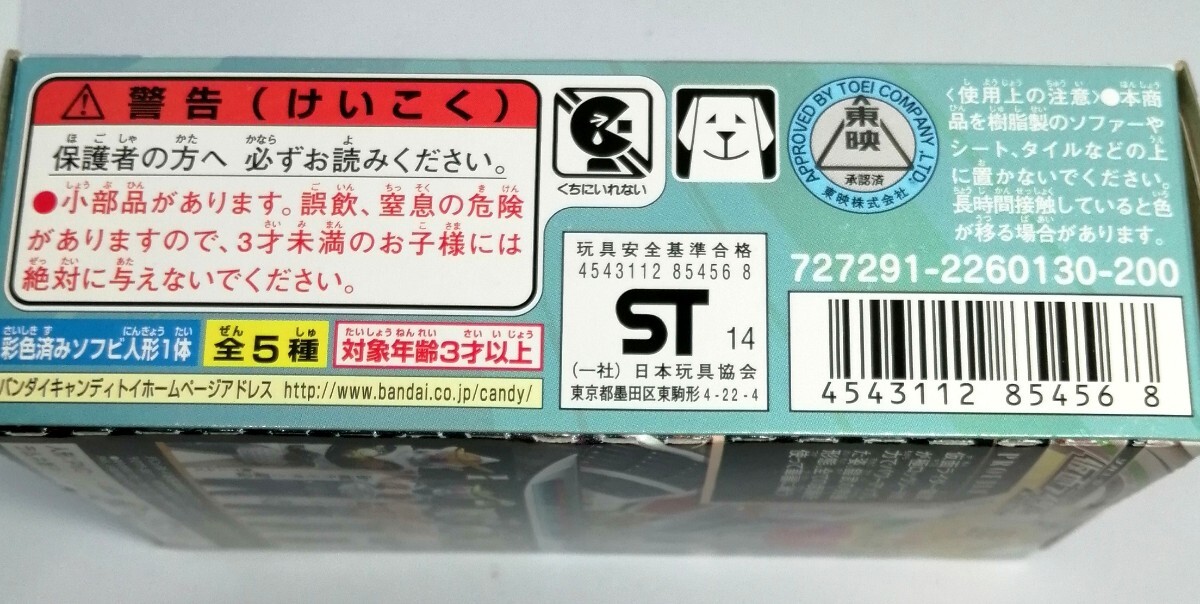 警告(けいこく)
保護者の方へ 必ずお読みください。
●小部品があります。誤飲、窒息の危険
がありますので、3才未満のお子様には
絶対に与えないでください。
くちにいれない
APPROVED BY TOEI COMPANY, LTD.
東映
承認済
東映株式会社
〈使用上の注意〉●本商
品を樹脂製のソファーや
シート、タイルなどの上
に置かないでください。
長時間接触していると色
が移る場合があります。
727291-2260130-200
玩具安全基準合格
4543112 85456 8
ST 14
(一社)日本玩具協会
東京都墨田区東駒形4-22-4
4543112 85456 8
彩色済みソフビ人形1体
全5種
対象年齢3才以上
バンダイキャンディトイホームページアドレス http://www.bandai.co.jp/candy/